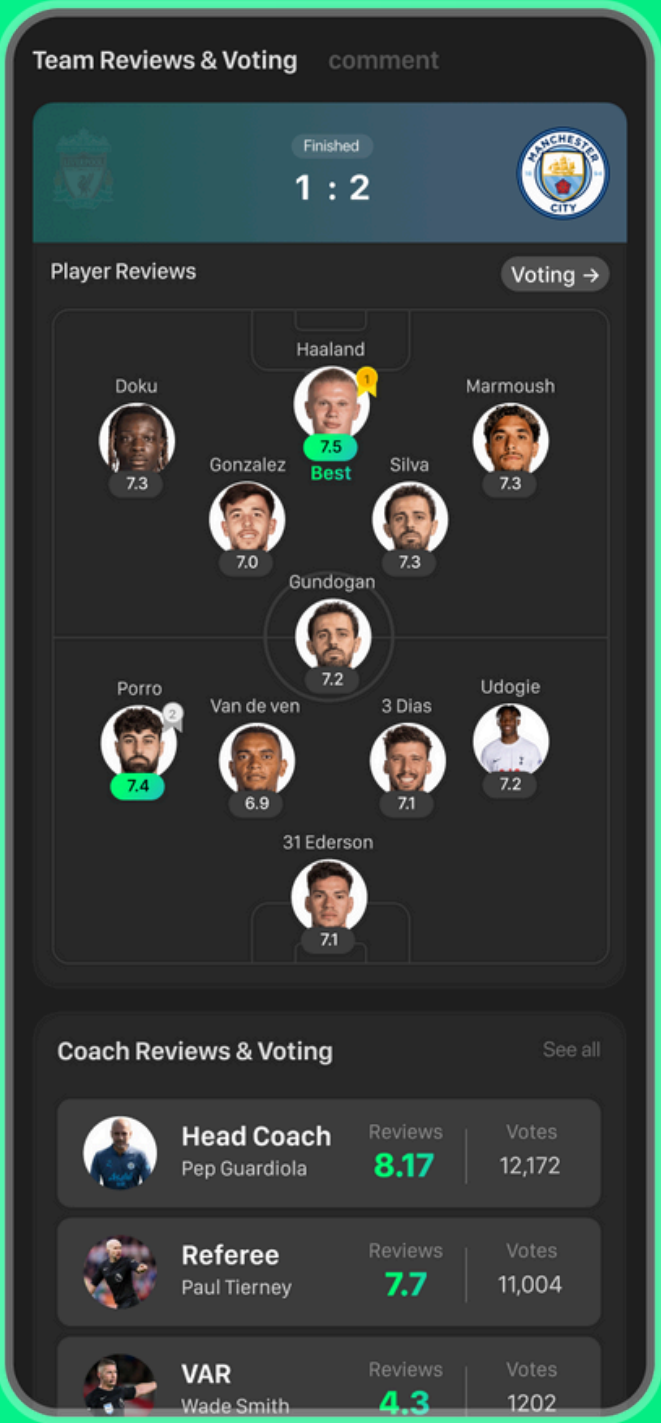 Team Reviews & Voting comment
Finished
1 : 2
MANCHESTER
CITY
Player Reviews
Voting →
Haaland
1
7.5
Best
Doku
7.3
Marmoush
7.3
Gonzalez
7.0
Silva
7.3
Gundogan
7.2
Porro
2
7.4
Van de ven
6.9
3 Dias
7.1
Udogie
7.2
31 Ederson
7.1
Coach Reviews & Voting See all
Head Coach
Pep Guardiola
Reviews
8.17
Votes
12,172
Referee
Paul Tierney
Reviews
7.7
Votes
11,004
VAR
Wade Smith
Reviews
4.3
Votes
1202